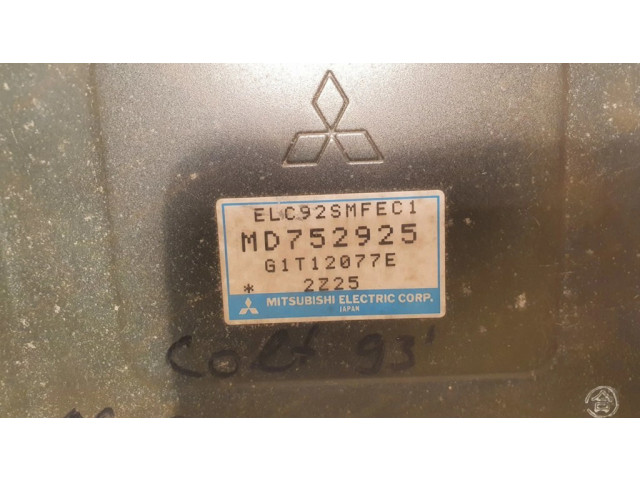 ELC92SMFEC1
MD752925
G1T12077E
* 2Z25
MITSUBISHI ELECTRIC CORP.
JAPAN
Colt 93'